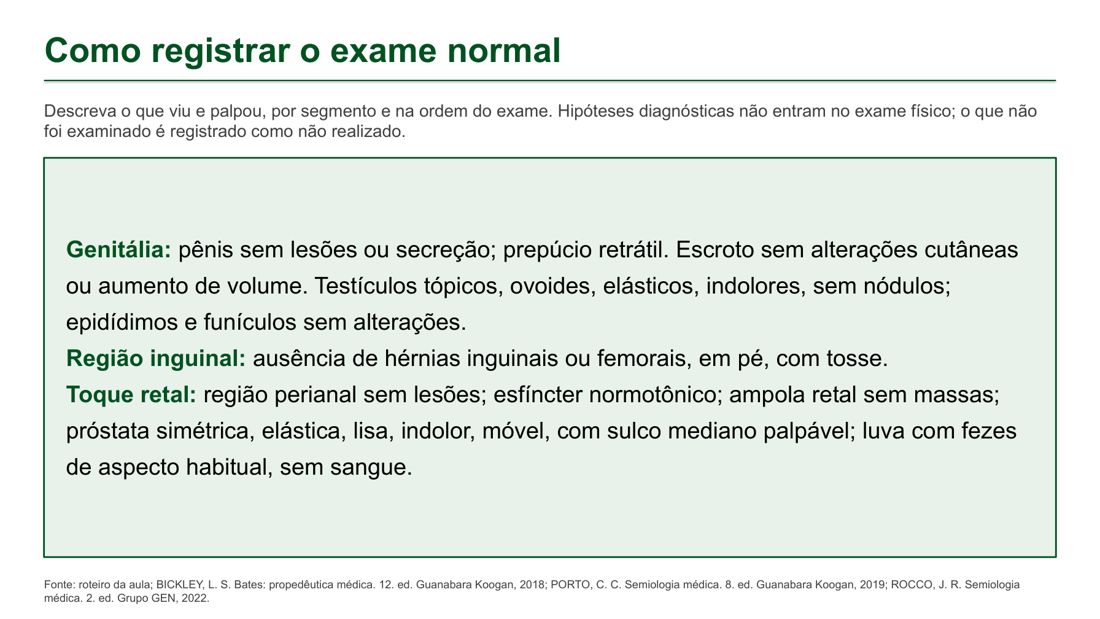 Como registrar o exame normal
Descreva o que viu e palpou, por segmento e na ordem do exame. Hipóteses diagnósticas não entram no exame físico; o que não
foi examinado é registrado como não realizado.
Genitália: pênis sem lesões ou secreção; prepúcio retrátil. Escroto sem alterações cutâneas
ou aumento de volume. Testículos tópicos, ovoides, elásticos, indolores, sem nódulos;
epidídimos e funículos sem alterações.
Região inguinal: ausência de hérnias inguinais ou femorais, em pé, com tosse.
Toque retal: região perianal sem lesões; esfíncter normotônico; ampola retal sem massas;
próstata simétrica, elástica, lisa, indolor, móvel, com sulco mediano palpável; luva com fezes
de aspecto habitual, sem sangue.
Fonte: roteiro da aula; BICKLEY, L. S. Bates: propedêutica médica. 12. ed. Guanabara Koogan, 2018; PORTO, C. C. Semiologia médica. 8. ed. Guanabara Koogan, 2019; ROCCO, J. R. Semiologia
médica. 2. ed. Grupo GEN, 2022.